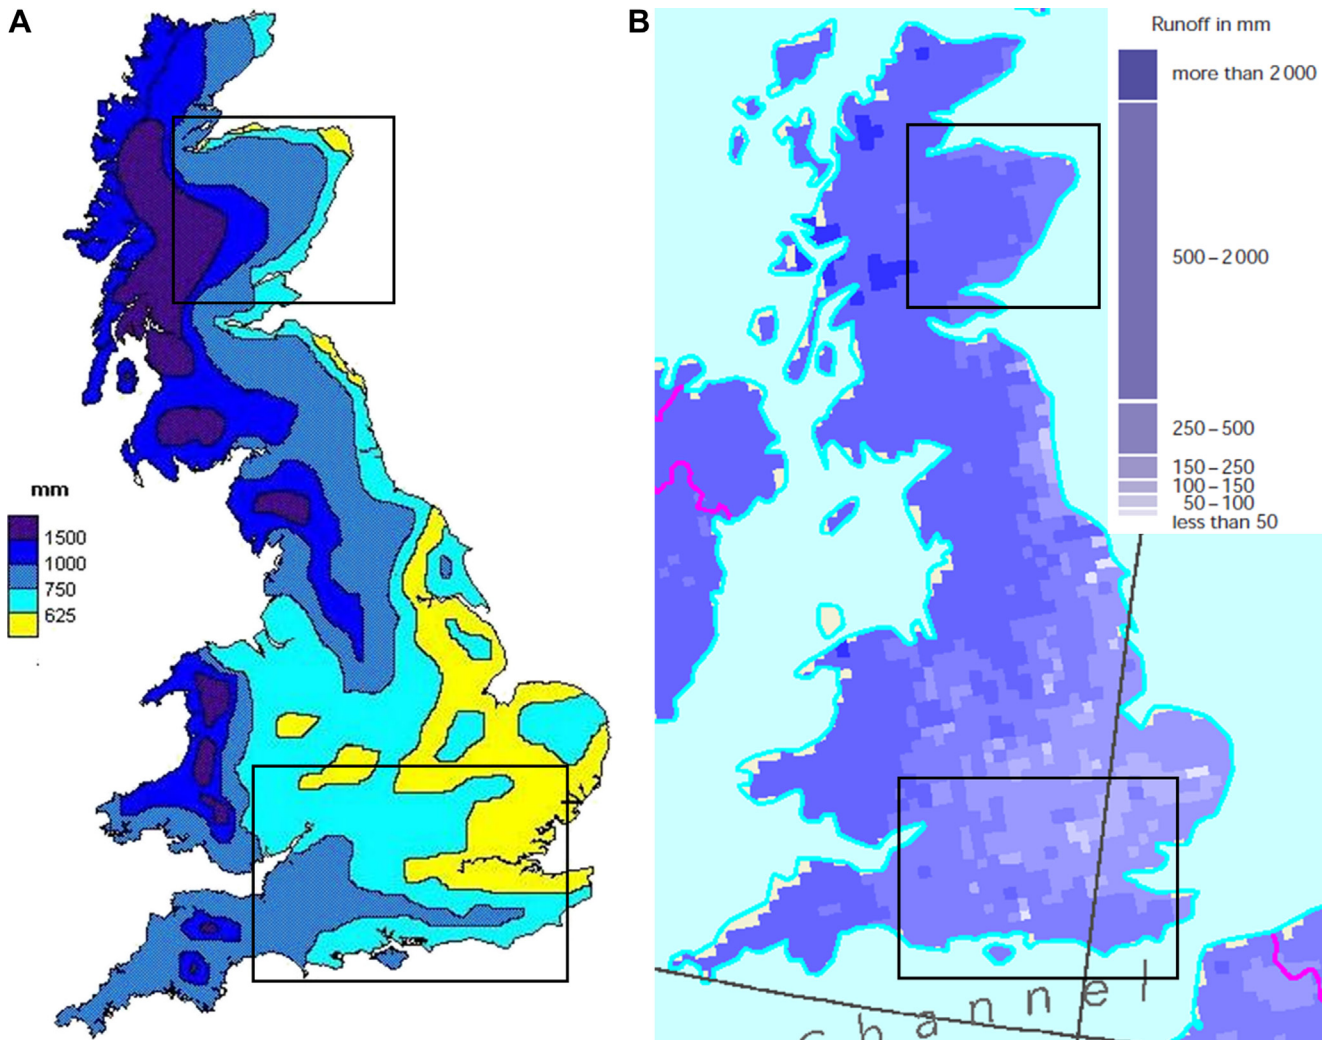 A
B
mm
1500
1000
750
625
Runoff in mm
more than 2 000
500 – 2 000
250 – 500
150 – 250
100 – 150
50 – 100
less than 50
Channel